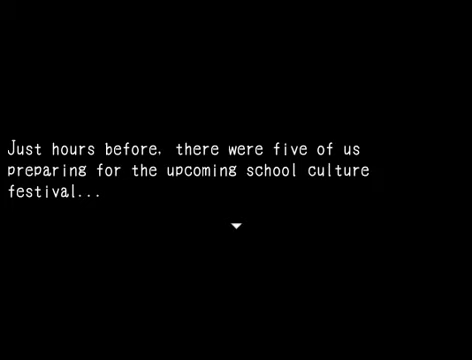 Just hours before, there were five of us
preparing for the upcoming school culture
festival...